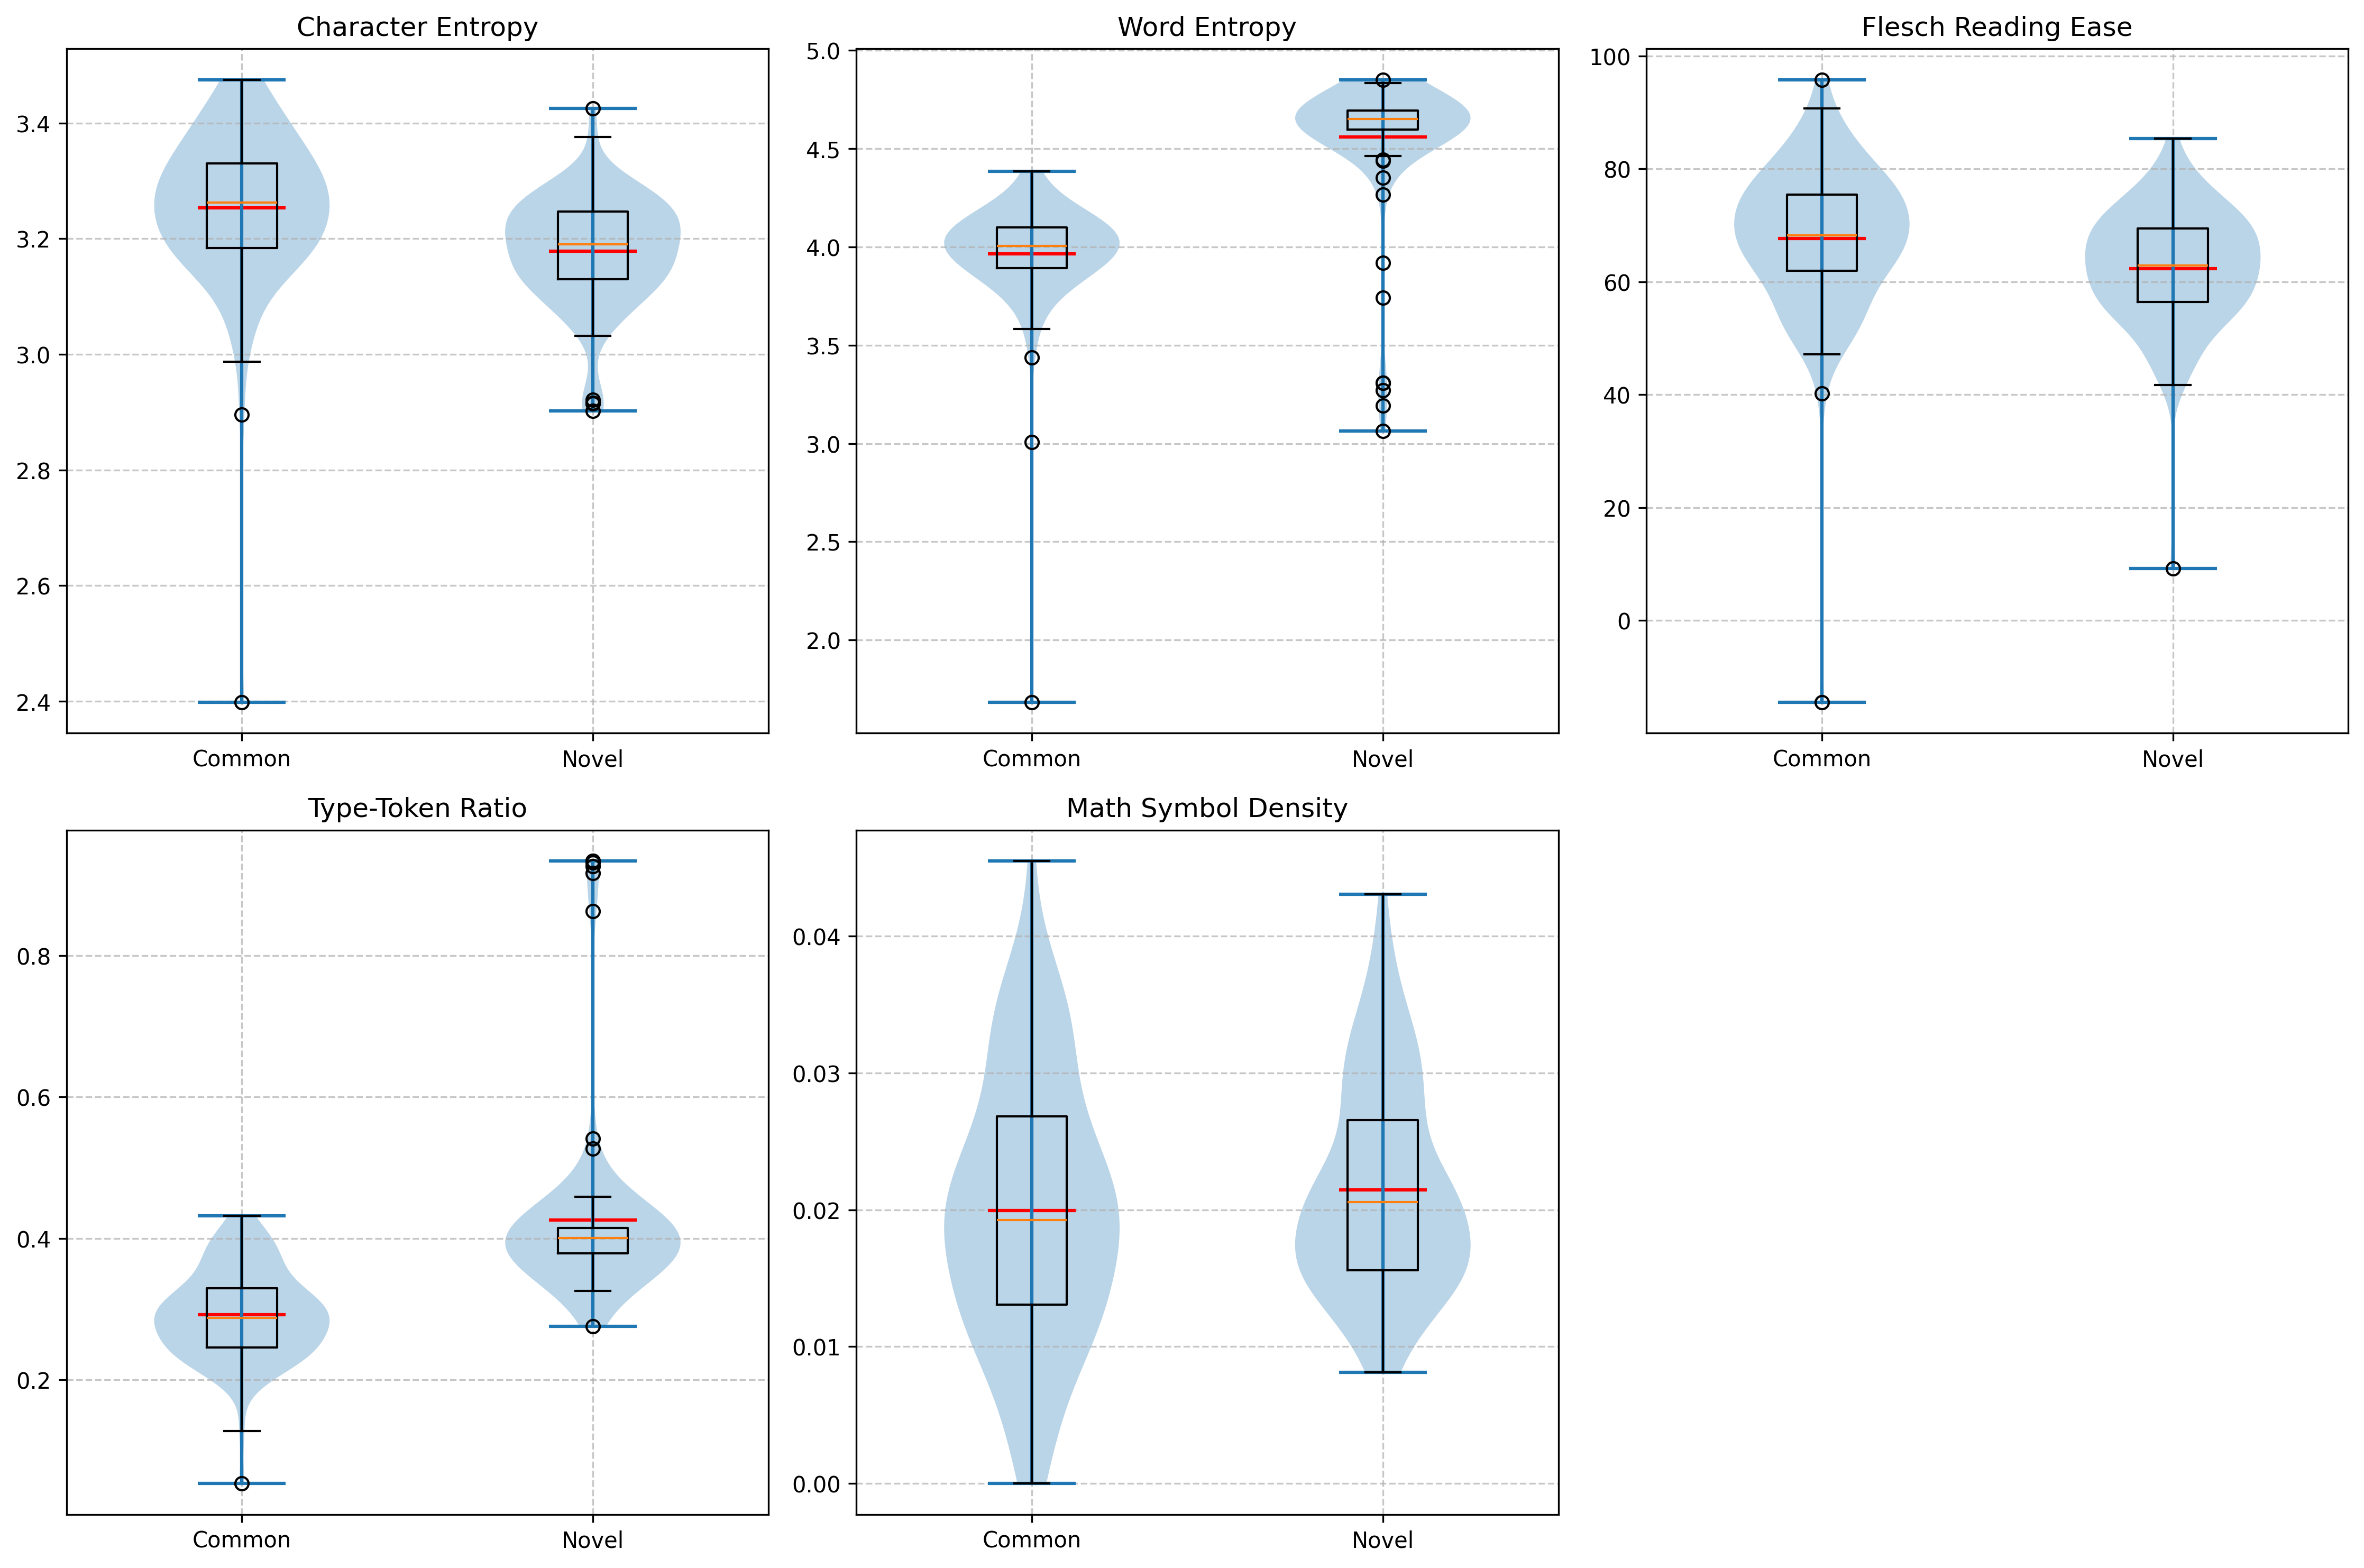 Character Entropy
3.4
3.2
3.0
2.8
2.6
2.4
Common Novel
Word Entropy
5.0
4.5
4.0
3.5
3.0
2.5
2.0
Common Novel
Flesch Reading Ease
100
80
60
40
20
0
Common Novel
Type-Token Ratio
0.8
0.6
0.4
0.2
Common Novel
Math Symbol Density
0.04
0.03
0.02
0.01
0.00
Common Novel